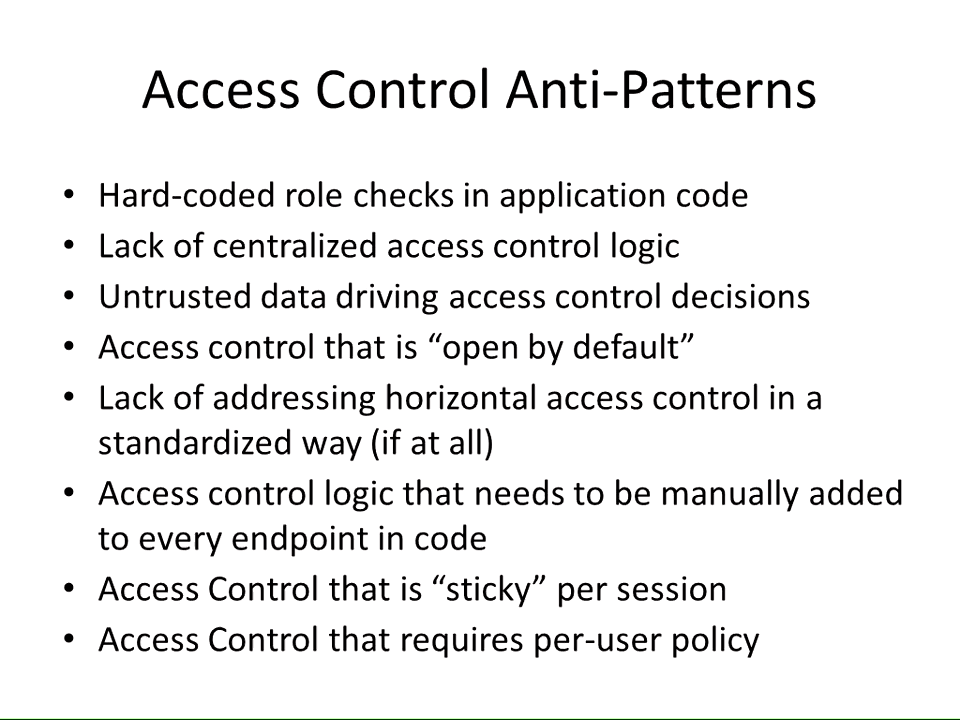 Access Control Anti-Patterns
• Hard-coded role checks in application code
• Lack of centralized access control logic
• Untrusted data driving access control decisions
• Access control that is “open by default”
• Lack of addressing horizontal access control in a
standardized way (if at all)
• Access control logic that needs to be manually added
to every endpoint in code
• Access Control that is “sticky” per session
• Access Control that requires per-user policy